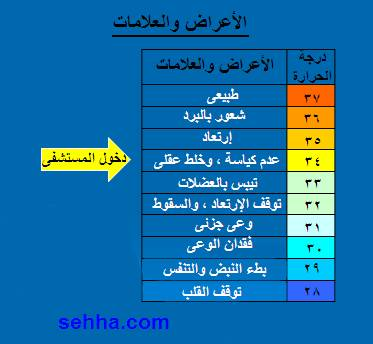 الأعراض والعلامات
درجة الحرارة الأعراض والعلامات
٣٧ طبيعى
٣٦ شعور بالبرد
٣٥ إرتعاد
٣٤ عدم كياسة ، وخلط عقلى دخول المستشفى
٣٣ تيبس بالعضلات
٣٢ توقف الإرتعاد ، والسقوط
٣١ وعى جزئى
٣٠ فقدان الوعى
٢٩ بطء النبض والتنفس
٢٨ توقف القلب
sehha.com